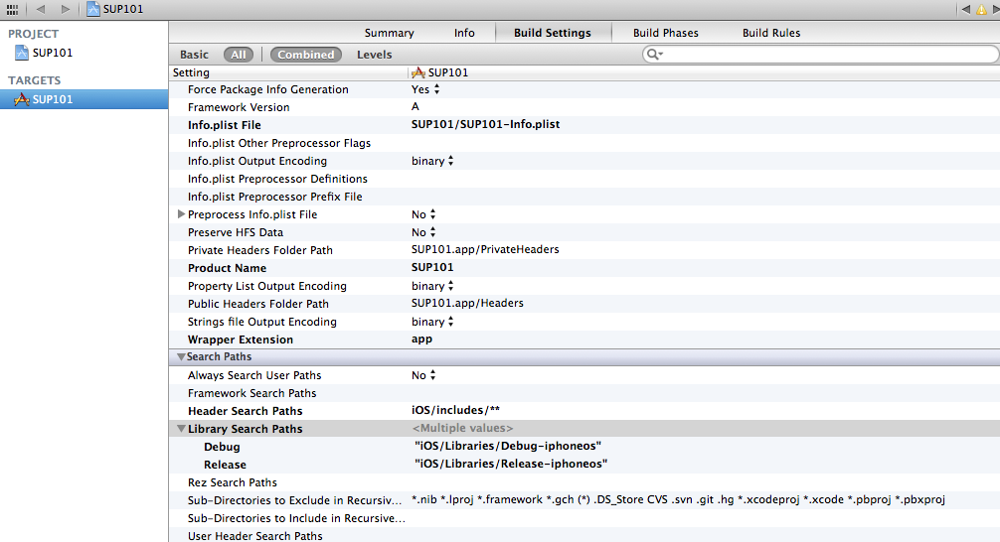 SUP101
PROJECT
SUP101
TARGETS
SUP101
Summary Info Build Settings Build Phases Build Rules
Basic All Combined Levels
Setting SUP101
Force Package Info Generation Yes
Framework Version A
Info.plist File SUP101/SUP101-Info.plist
Info.plist Other Preprocessor Flags
Info.plist Output Encoding binary
Info.plist Preprocessor Definitions
Info.plist Preprocessor Prefix File
Preprocess Info.plist File No
Preserve HFS Data No
Private Headers Folder Path SUP101.app/PrivateHeaders
Product Name SUP101
Property List Output Encoding binary
Public Headers Folder Path SUP101.app/Headers
Strings file Output Encoding binary
Wrapper Extension app
Search Paths
Always Search User Paths No
Framework Search Paths
Header Search Paths iOS/includes/**
Library Search Paths <Multiple values>
Debug "iOS/Libraries/Debug-iphoneos"
Release "iOS/Libraries/Release-iphoneos"
Rez Search Paths
Sub-Directories to Exclude in Recursiv... *.nib *.lproj *.framework *.gch (*) .DS_Store CVS .svn .git .hg *.xcodeproj *.xcode *.pbproj *.pbxproj
Sub-Directories to Include in Recursive...
User Header Search Paths